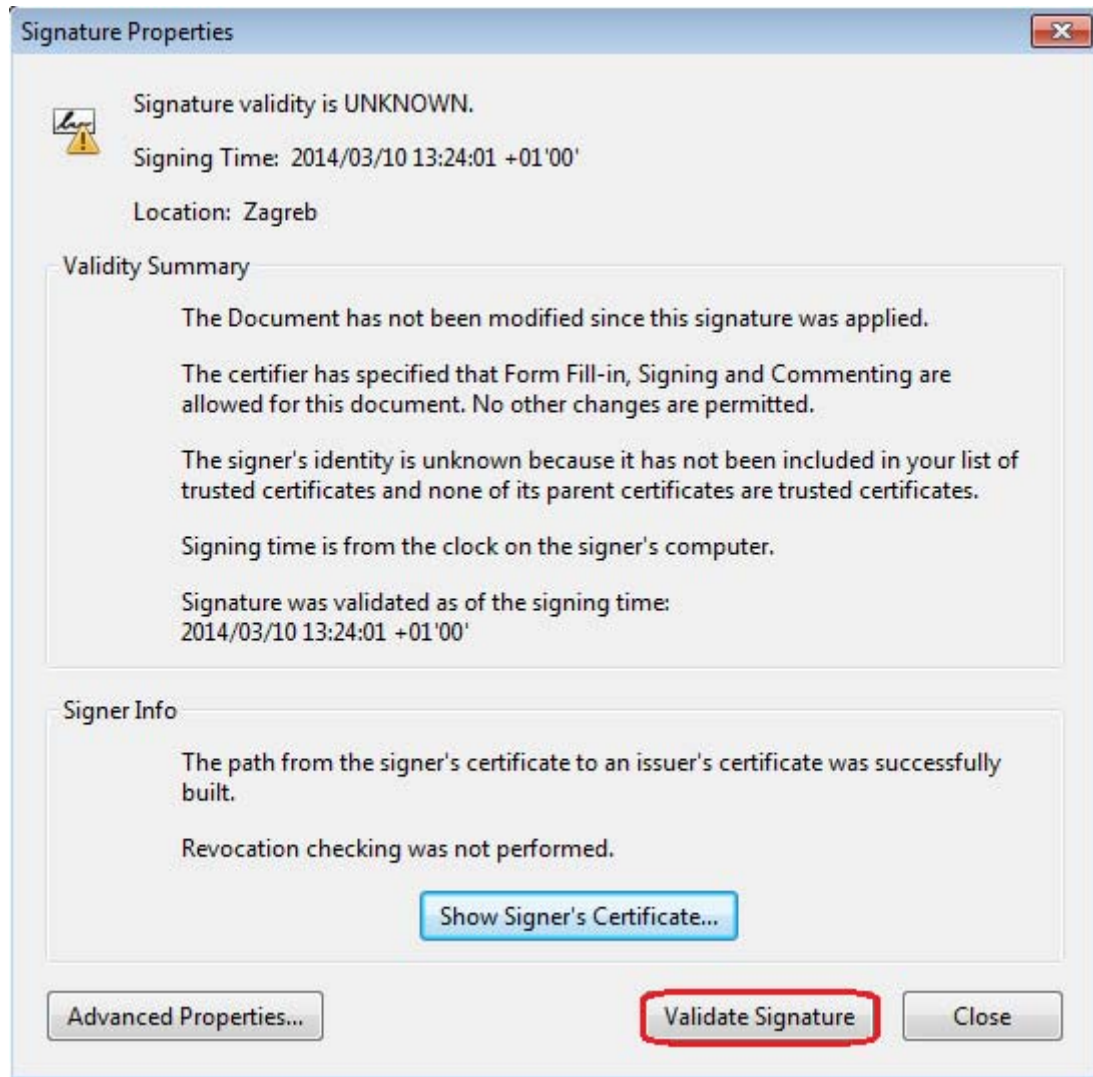 Signature Properties
Signature validity is UNKNOWN.
Signing Time: 2014/03/10 13:24:01 +01'00'
Location: Zagreb
Validity Summary
The Document has not been modified since this signature was applied.
The certifier has specified that Form Fill-in, Signing and Commenting are
allowed for this document. No other changes are permitted.
The signer's identity is unknown because it has not been included in your list of
trusted certificates and none of its parent certificates are trusted certificates.
Signing time is from the clock on the signer's computer.
Signature was validated as of the signing time:
2014/03/10 13:24:01 +01'00'
Signer Info
The path from the signer's certificate to an issuer's certificate was successfully
built.
Revocation checking was not performed.
Show Signer's Certificate...
Advanced Properties...
Validate Signature
Close